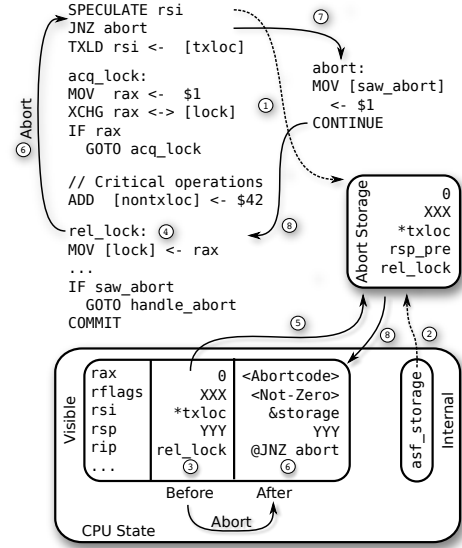 SPECULATE rsi
JNZ abort
TXLD rsi <- [txloc]
acq_lock:
MOV rax <- $1
XCHG rax <-> [lock]
IF rax
GOTO acq_lock
// Critical operations
ADD [nontxloc] <- $42
rel_lock: 4
MOV [lock] <- rax
...
IF saw_abort
GOTO handle_abort
COMMIT
6 Abort
7
abort:
MOV [saw_abort]
<- $1
CONTINUE
1
8
Abort Storage
0
XXX
*txloc
rsp_pre
rel_lock
5
8
2
Visible
rax 0 <Abortcode>
rflags XXX <Not-Zero>
rsi *txloc &storage
rsp YYY YYY
rip rel_lock @JNZ abort
... 3 6
asf_storage
Internal
Before After
Abort
CPU State